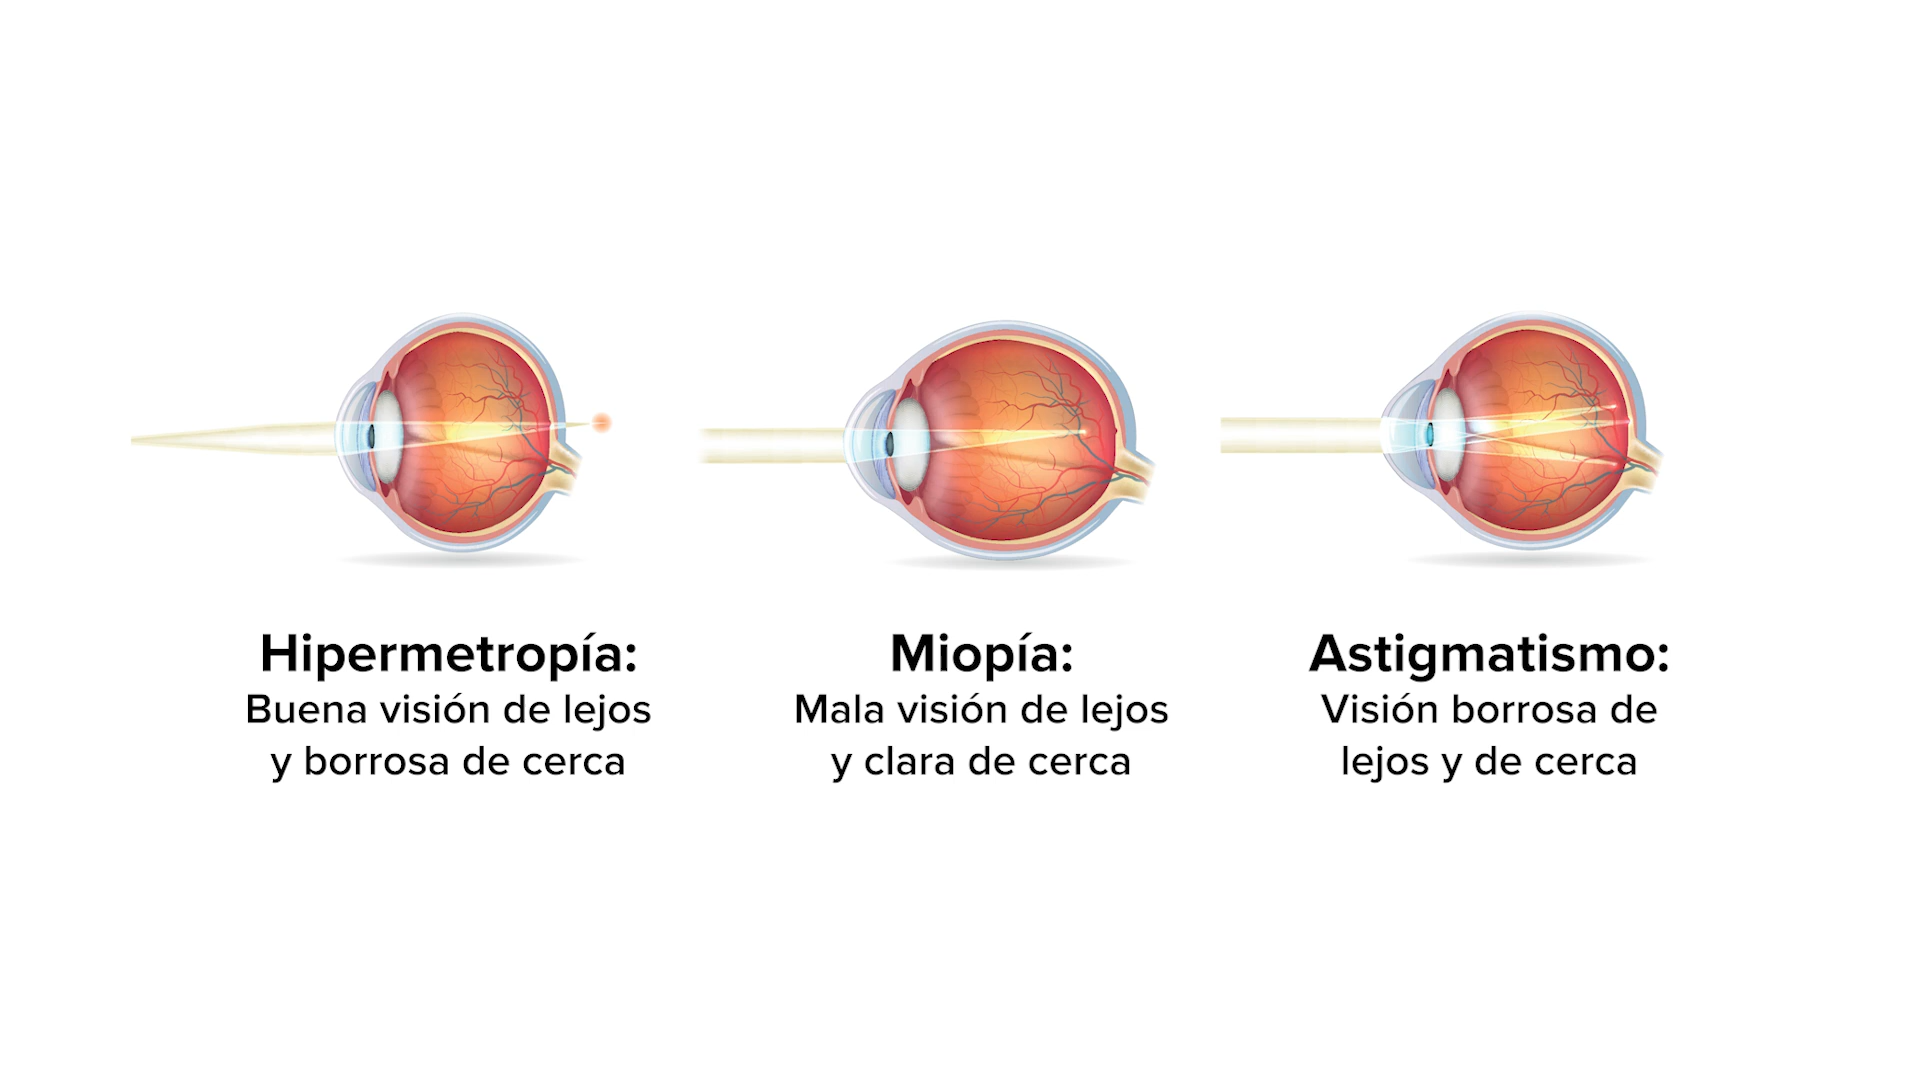 Hipermetropía:
Buena visión de lejos
y borrosa de cerca
Miopía:
Mala visión de lejos
y clara de cerca
Astigmatismo:
Visión borrosa de
lejos y de cerca